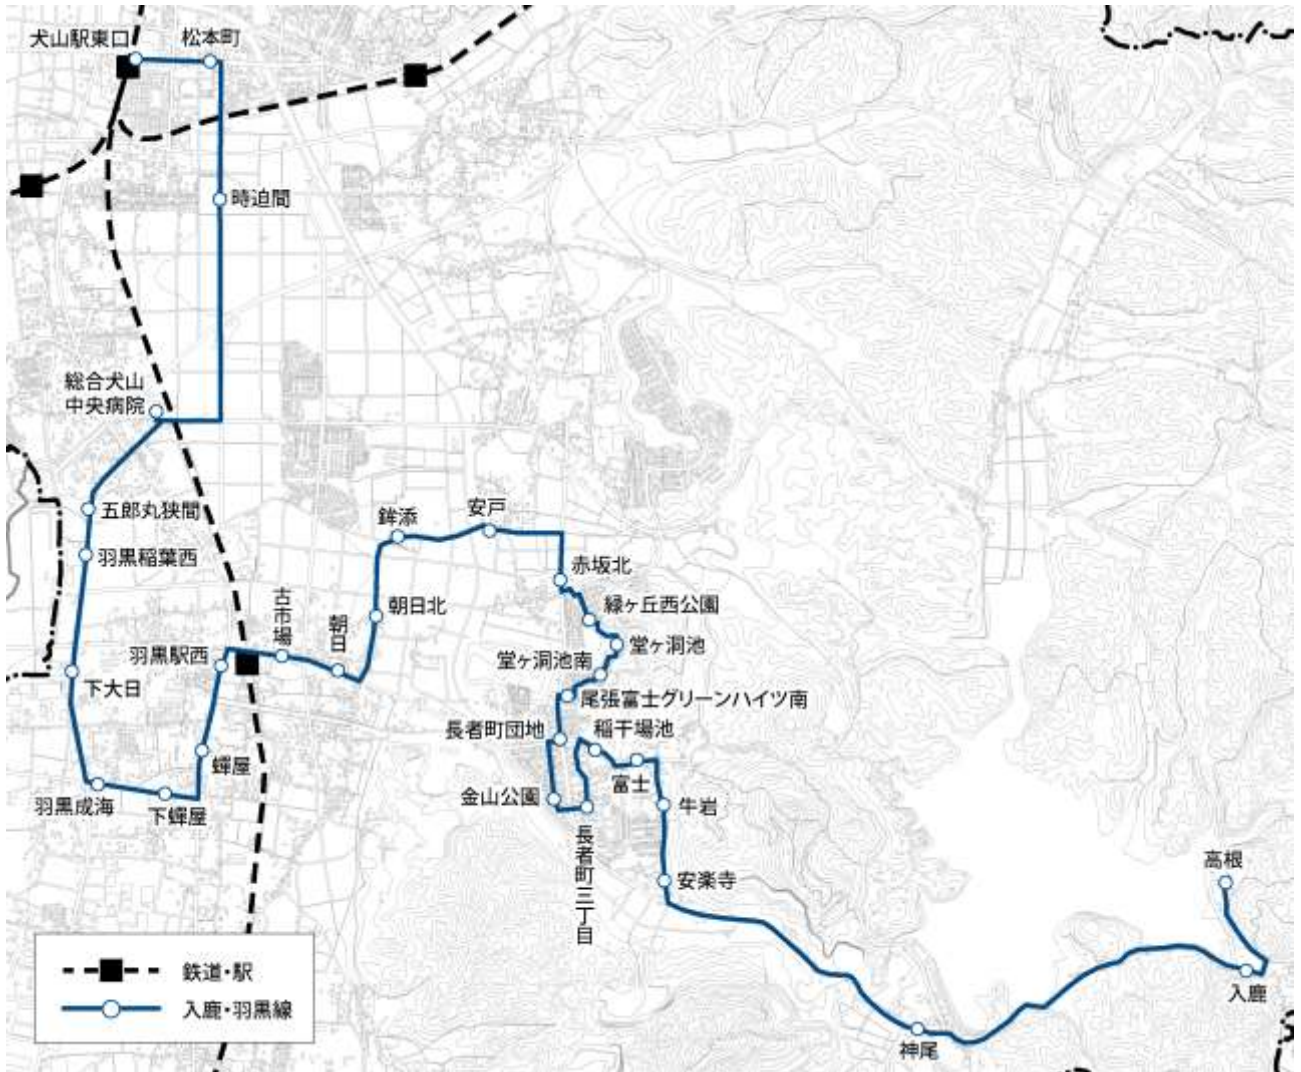 犬山駅東口
松本町
時迫間
総合犬山
中央病院
五郎丸狭間
羽黒稲葉西
下大日
羽黒成海
下蟬屋
蟬屋
羽黒駅西
古市場
朝日
朝日北
鉾添
安戸
赤坂北
緑ヶ丘西公園
堂ヶ洞池
堂ヶ洞池南
尾張富士グリーンハイツ南
長者町団地
金山公園
長者町三丁目
稲干場池
富士
牛岩
安楽寺
神尾
入鹿
高根
鉄道・駅
入鹿・羽黒線